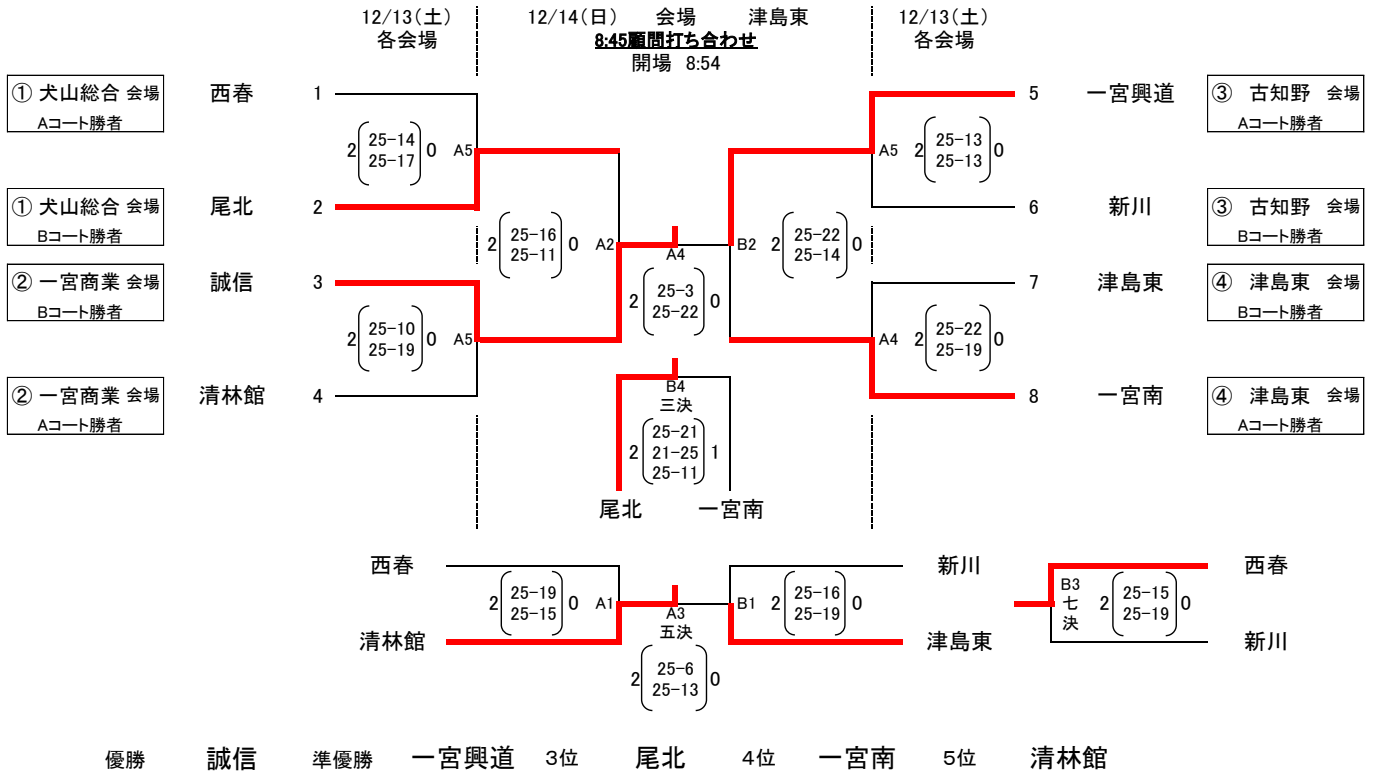 12/13(土) 12/14(日) 会場 津島東 12/13(土)
各会場 8:45顧問打ち合わせ 各会場
開場 8:54
① 犬山総合 会場 西春 1 5 一宮興道 ③ 古知野 会場
Aコート勝者 Aコート勝者
2 25-14 0 A5 A5 2 25-13 0
25-17 25-13
① 犬山総合 会場 尾北 2 6 新川 ③ 古知野 会場
Bコート勝者 Bコート勝者
2 25-16 0 A2 A4 B2 2 25-22 0
25-11 25-14
② 一宮商業 会場 誠信 3 7 津島東 ④ 津島東 会場
Bコート勝者 Bコート勝者
2 25-3 0
25-22
2 25-10 0 A5 A4 2 25-22 0
25-19 25-19
② 一宮商業 会場 清林館 4 8 一宮南 ④ 津島東 会場
Aコート勝者 Aコート勝者
B4
三決
25-21
2 21-25 1
25-11
尾北 一宮南
西春 新川 西春
2 25-19 0 A1 A3 B1 2 25-16 0 B3 2 25-15 0
25-15 五決 25-19 七決 25-19
清林館 津島東 新川
2 25-6 0
25-13
優勝 誠信 準優勝 一宮興道 3位 尾北 4位 一宮南 5位 清林館